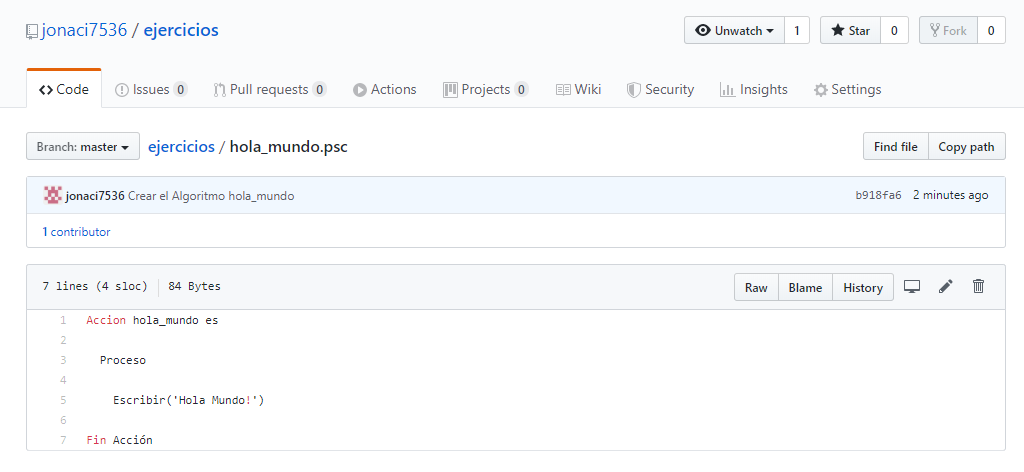 jonaci7536 / ejercicios
Unwatch 1 Star 0 Fork 0
Code Issues 0 Pull requests 0 Actions Projects 0 Wiki Security Insights Settings
Branch: master ejercicios / hola_mundo.psc Find file Copy path
jonaci7536 Crear el Algoritmo hola_mundo b918fa6 2 minutes ago
1 contributor
7 lines (4 sloc) 84 Bytes Raw Blame History
1 Accion hola_mundo es
2
3 Proceso
4
5 Escribir('Hola Mundo!')
6
7 Fin Acción